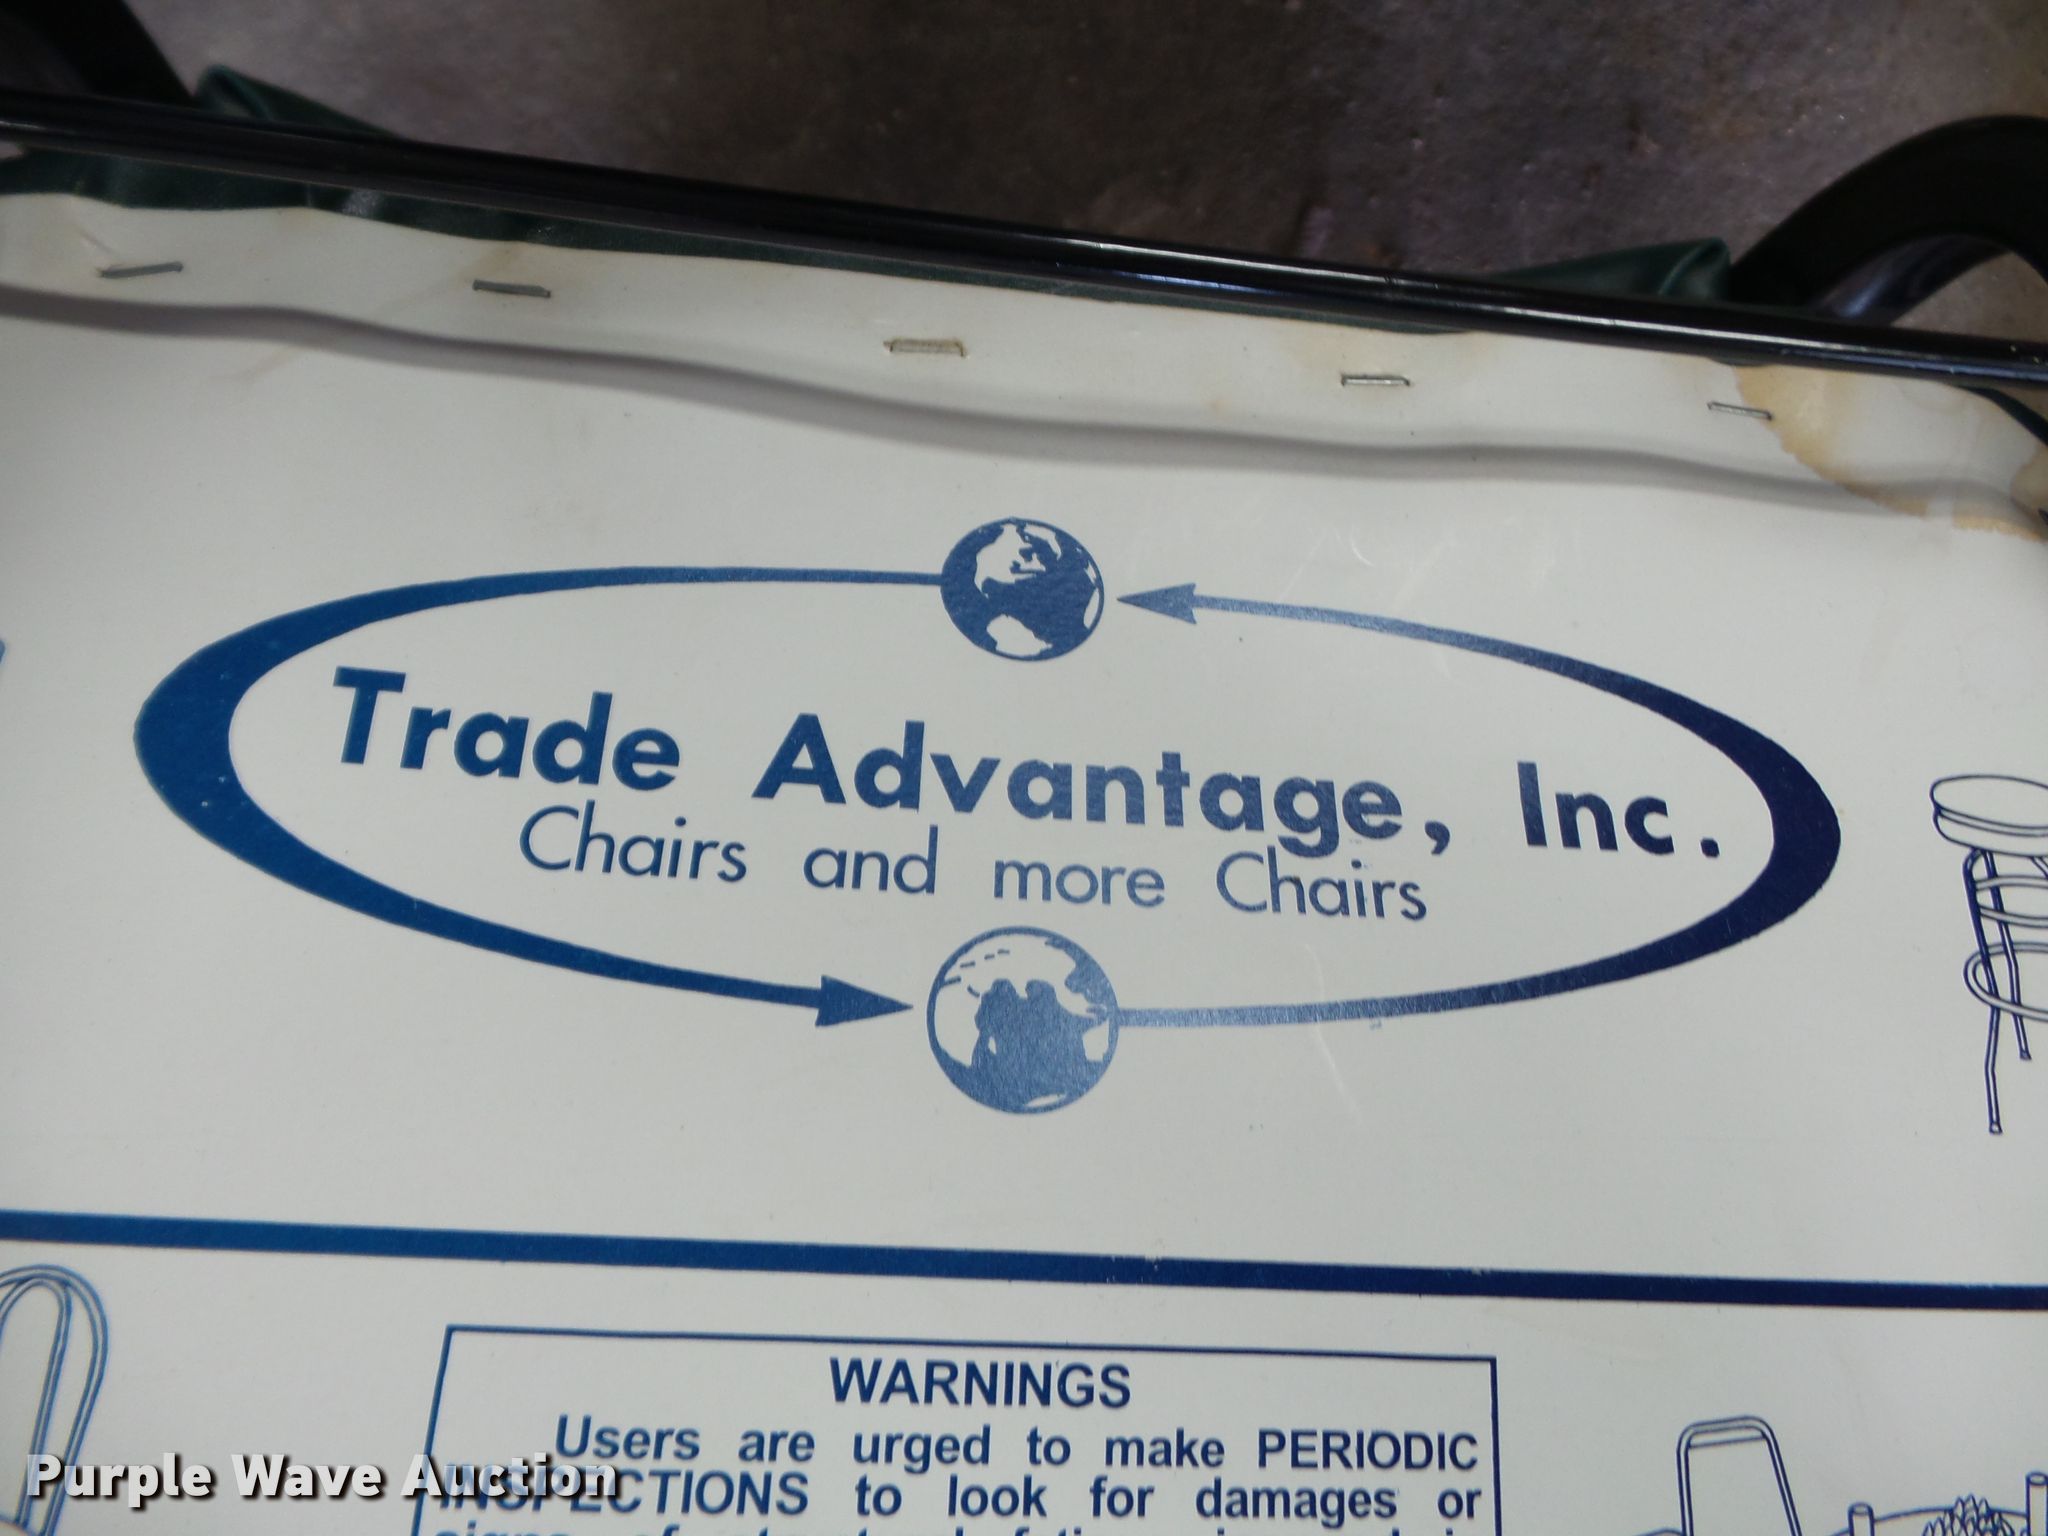 Trade Advantage, Inc.
Chairs and more Chairs
WARNINGS
Users are urged to make PERIODIC
INSPECTIONS to look for damages or
Purple Wave Auction